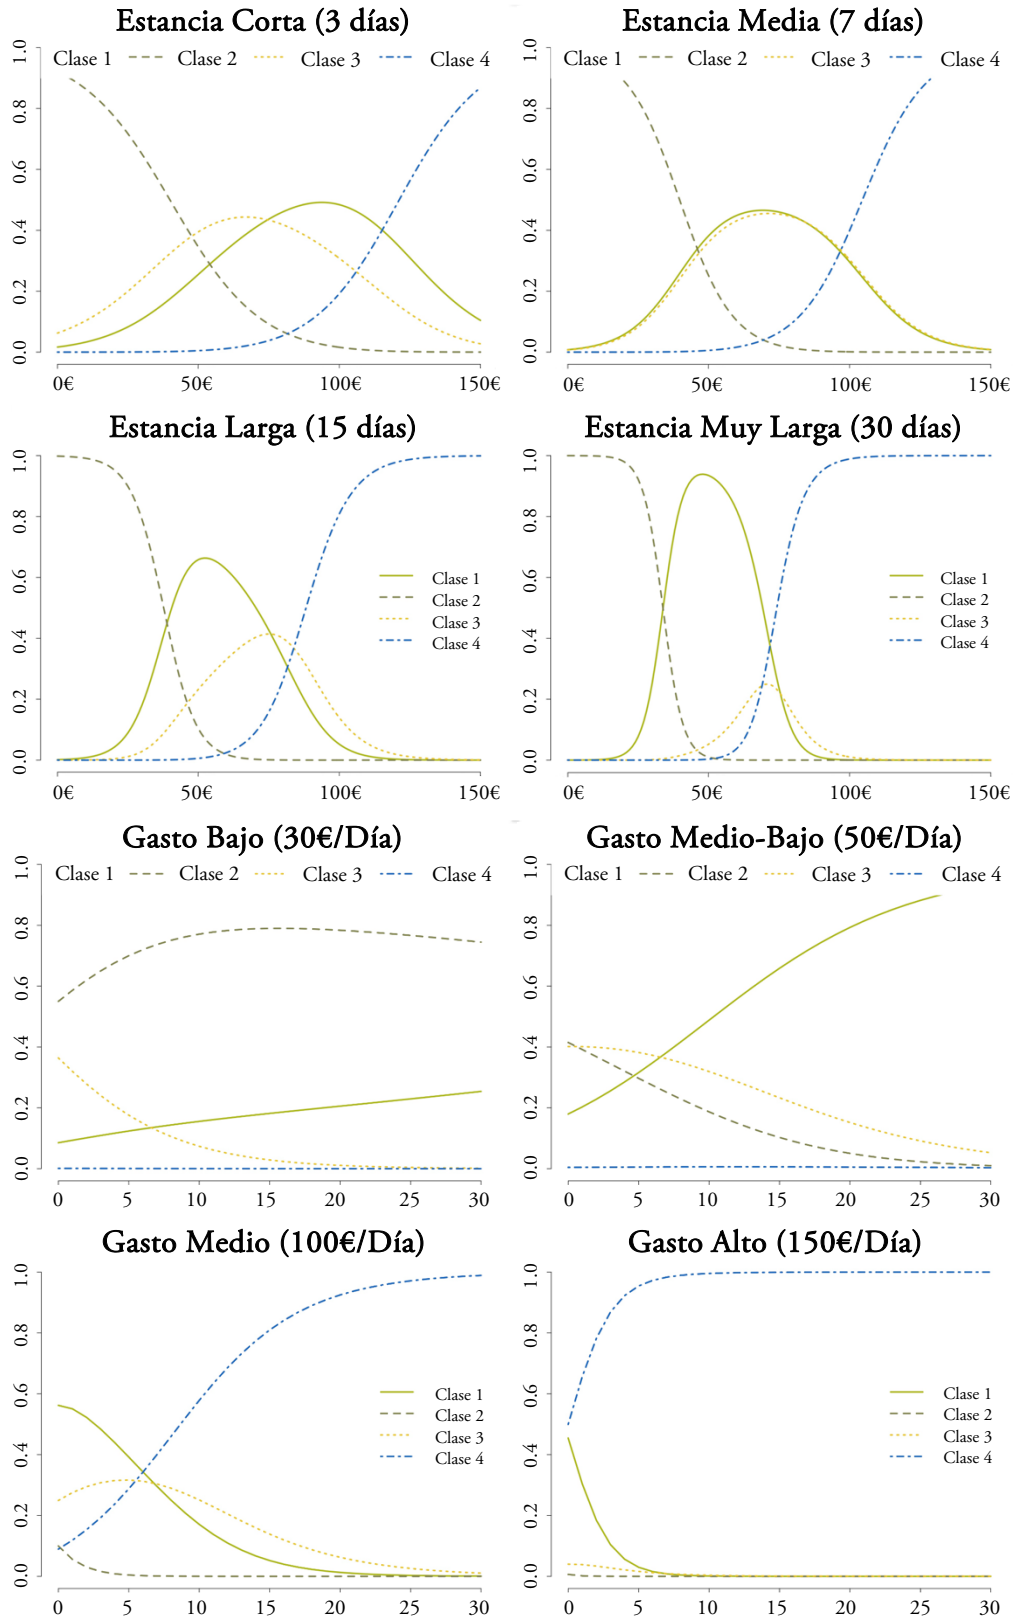 Estancia Corta (3 días)
Clase 1 Clase 2 Clase 3 Clase 4
1.0
0.8
0.6
0.4
0.2
0.0
0€ 50€ 100€ 150€
Estancia Media (7 días)
Clase 1 Clase 2 Clase 3 Clase 4
1.0
0.8
0.6
0.4
0.2
0.0
0€ 50€ 100€ 150€
Estancia Larga (15 días)
1.0
0.8
0.6
0.4
0.2
0.0
Clase 1
Clase 2
Clase 3
Clase 4
0€ 50€ 100€ 150€
Estancia Muy Larga (30 días)
1.0
0.8
0.6
0.4
0.2
0.0
Clase 1
Clase 2
Clase 3
Clase 4
0€ 50€ 100€ 150€
Gasto Bajo (30€/Día)
Clase 1 Clase 2 Clase 3 Clase 4
1.0
0.8
0.6
0.4
0.2
0.0
0 5 10 15 20 25 30
Gasto Medio-Bajo (50€/Día)
Clase 1 Clase 2 Clase 3 Clase 4
1.0
0.8
0.6
0.4
0.2
0.0
0 5 10 15 20 25 30
Gasto Medio (100€/Día)
1.0
0.8
0.6
0.4
0.2
0.0
Clase 1
Clase 2
Clase 3
Clase 4
0 5 10 15 20 25 30
Gasto Alto (150€/Día)
1.0
0.8
0.6
0.4
0.2
0.0
Clase 1
Clase 2
Clase 3
Clase 4
0 5 10 15 20 25 30